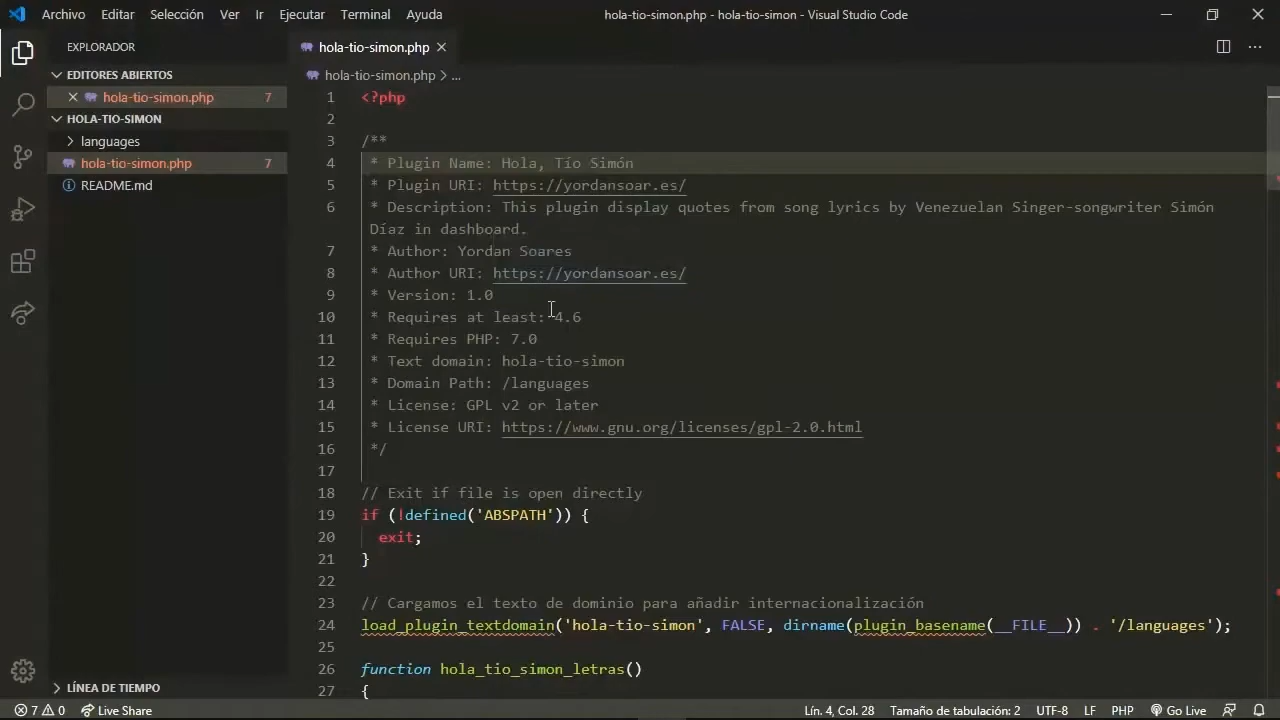 Archivo Editar Selección Ver Ir Ejecutar Terminal Ayuda hola-tio-simon.php - hola-tio-simon - Visual Studio Code
EXPLORADOR
EDITORES ABIERTOS
hola-tio-simon.php 7
HOLA-TIO-SIMON
languages
hola-tio-simon.php 7
README.md
LÍNEA DE TIEMPO
hola-tio-simon.php
hola-tio-simon.php > ...
1 <?php
2
3 /**
4 * Plugin Name: Hola, Tío Simón
5 * Plugin URI: https://yordansoar.es/
6 * Description: This plugin display quotes from song lyrics by Venezuelan Singer-songwriter Simón
Díaz in dashboard.
7 * Author: Yordan Soares
8 * Author URI: https://yordansoar.es/
9 * Version: 1.0
10 * Requires at least: 4.6
11 * Requires PHP: 7.0
12 * Text domain: hola-tio-simon
13 * Domain Path: /languages
14 * License: GPL v2 or later
15 * License URI: https://www.gnu.org/licenses/gpl-2.0.html
16 */
17
18 // Exit if file is open directly
19 if (!defined('ABSPATH')) {
20 exit;
21 }
22
23 // Cargamos el texto de dominio para añadir internacionalización
24 load_plugin_textdomain('hola-tio-simon', FALSE, dirname(plugin_basename(__FILE__)) . '/languages');
25
26 function hola_tio_simon_letras()
27 {
7 0 Live Share Lín. 4, Col. 28 Tamaño de tabulación: 2 UTF-8 LF PHP Go Live